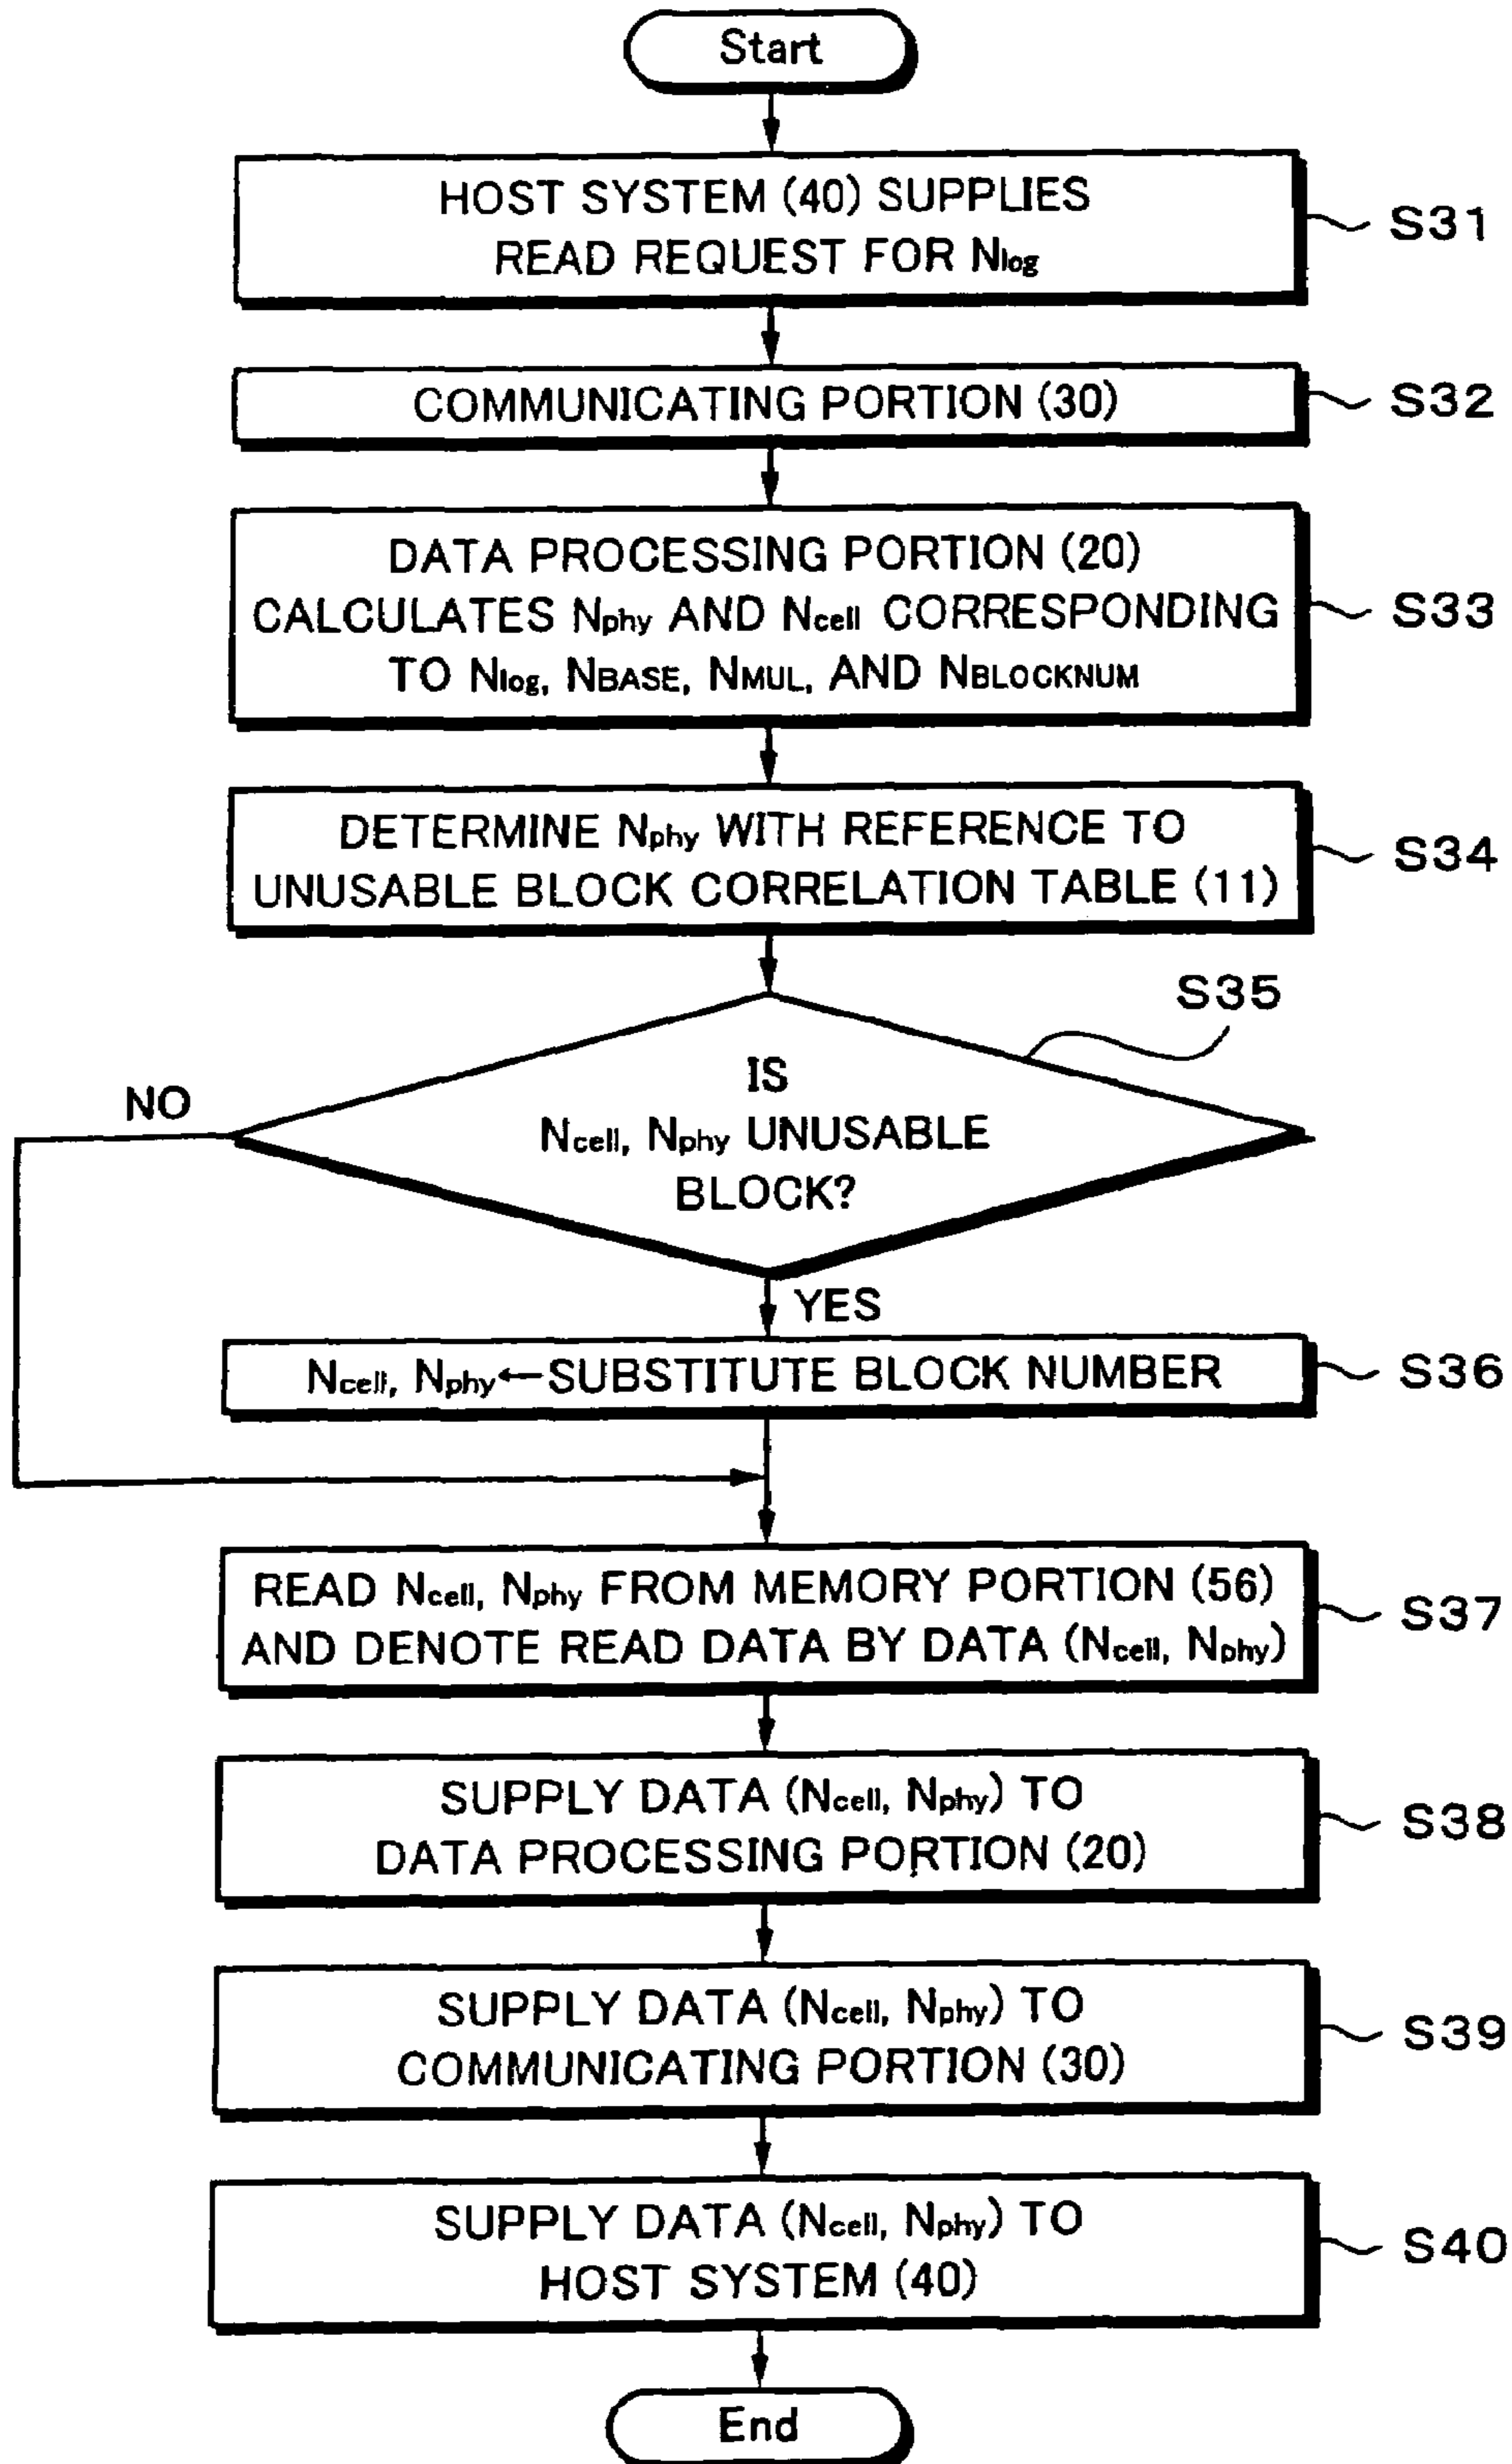 Start
HOST SYSTEM (40) SUPPLIES
READ REQUEST FOR Nlog
S31
COMMUNICATING PORTION (30)
S32
DATA PROCESSING PORTION (20)
CALCULATES Nphy AND Ncell CORRESPONDING
TO Nlog, NBASE, NMUL, AND NBLOCKNUM
S33
DETERMINE Nphy WITH REFERENCE TO
UNUSABLE BLOCK CORRELATION TABLE (11)
S34
S35
IS
Ncell, Nphy UNUSABLE
BLOCK?
NO
YES
Ncell, Nphy←SUBSTITUTE BLOCK NUMBER
S36
READ Ncell, Nphy FROM MEMORY PORTION (56)
AND DENOTE READ DATA BY DATA (Ncell, Nphy)
S37
SUPPLY DATA (Ncell, Nphy) TO
DATA PROCESSING PORTION (20)
S38
SUPPLY DATA (Ncell, Nphy) TO
COMMUNICATING PORTION (30)
S39
SUPPLY DATA (Ncell, Nphy) TO
HOST SYSTEM (40)
S40
End